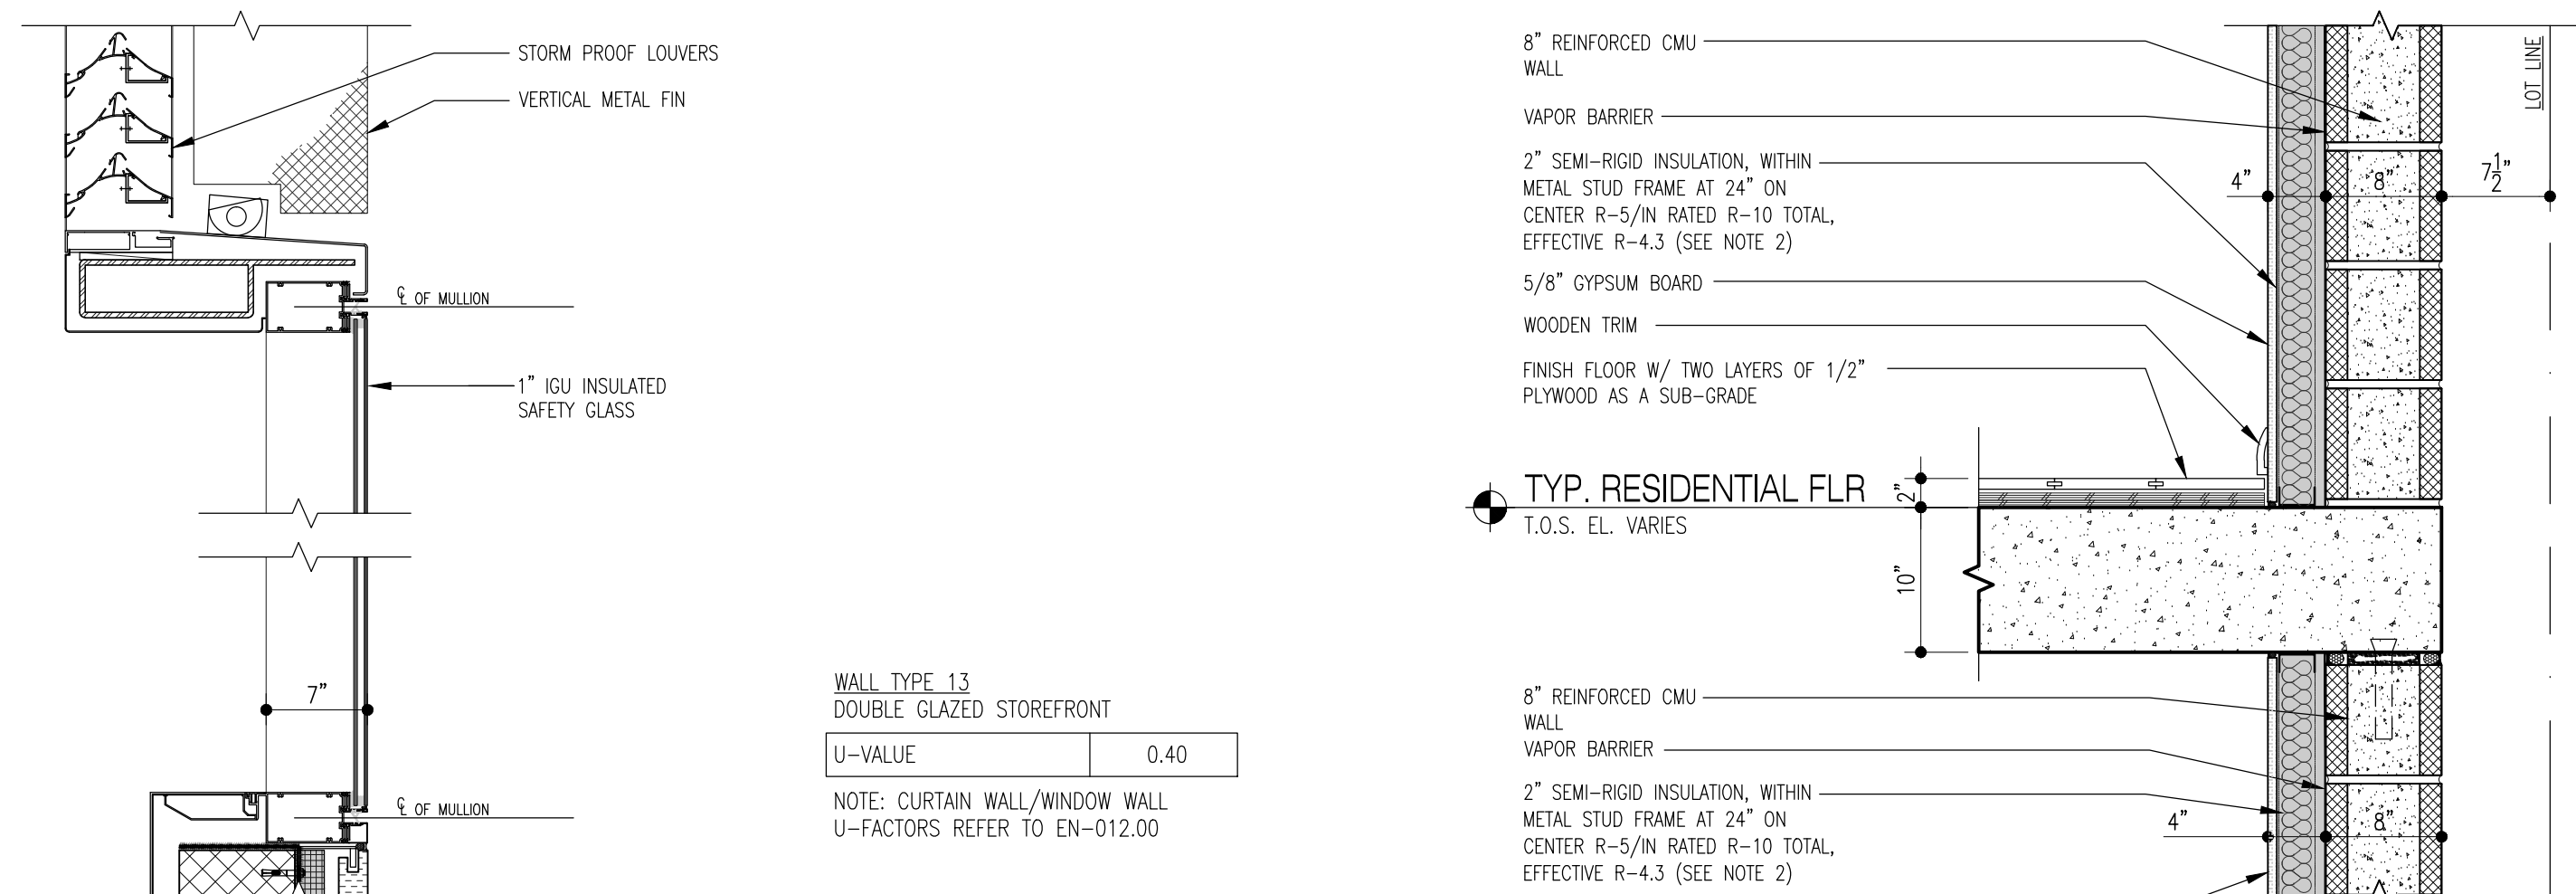 STORM PROOF LOUVERS
VERTICAL METAL FIN
℄ OF MULLION
1” IGU INSULATED
SAFETY GLASS
7”
℄ OF MULLION
WALL TYPE 13
DOUBLE GLAZED STOREFRONT
U-VALUE 0.40
NOTE: CURTAIN WALL/WINDOW WALL
U-FACTORS REFER TO EN-012.00
8” REINFORCED CMU
WALL
VAPOR BARRIER
2” SEMI-RIGID INSULATION, WITHIN
METAL STUD FRAME AT 24” ON
CENTER R-5/IN RATED R-10 TOTAL,
EFFECTIVE R-4.3 (SEE NOTE 2)
5/8” GYPSUM BOARD
WOODEN TRIM
FINISH FLOOR W/ TWO LAYERS OF 1/2”
PLYWOOD AS A SUB-GRADE
LOT LINE
4” 8” 7 1/2”
TYP. RESIDENTIAL FLR
T.O.S. EL. VARIES
2”
10”
8” REINFORCED CMU
WALL
VAPOR BARRIER
2” SEMI-RIGID INSULATION, WITHIN
METAL STUD FRAME AT 24” ON
CENTER R-5/IN RATED R-10 TOTAL,
EFFECTIVE R-4.3 (SEE NOTE 2)
4” 8”